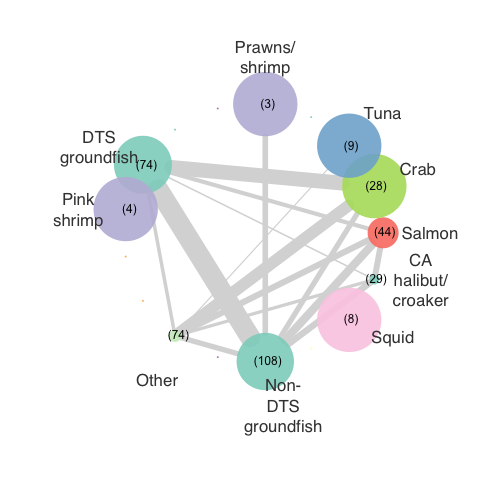 Prawns/
shrimp
(3)
Tuna
(9)
DTS
groundfish
(74)
Crab
(28)
Pink
shrimp
(4)
Salmon
(44)
CA
halibut/
croaker
(29)
Squid
(8)
(74)
Other
(108)
Non-
DTS
groundfish